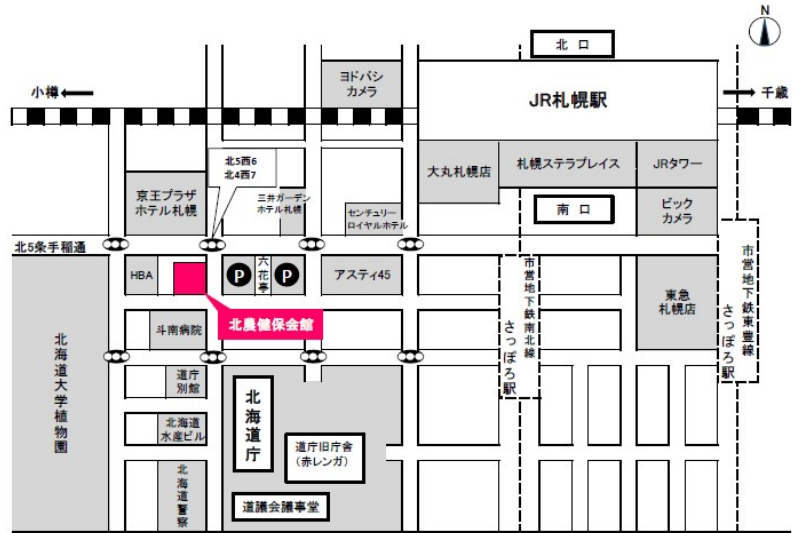 N
北 口
小樽
ヨドバシ
カメラ
JR札幌駅
千歳
北5西6
北4西7
大丸札幌店
札幌ステラプレイス
JRタワー
京王プラザ
ホテル札幌
三井ガーデン
ホテル札幌
センチュリー
ロイヤルホテル
南 口
ビック
カメラ
北5条手稲通
HBA
P
六花亭
P
アスティ45
市営地下鉄南北線
さっぽろ駅
東急
札幌店
市営地下鉄東豊線
さっぽろ駅
北農健保会館
斗南病院
北海道大学植物園
道庁
別館
北海道庁
北海道
水産ビル
道庁旧庁舎
(赤レンガ)
北海道警察
道議会議事堂